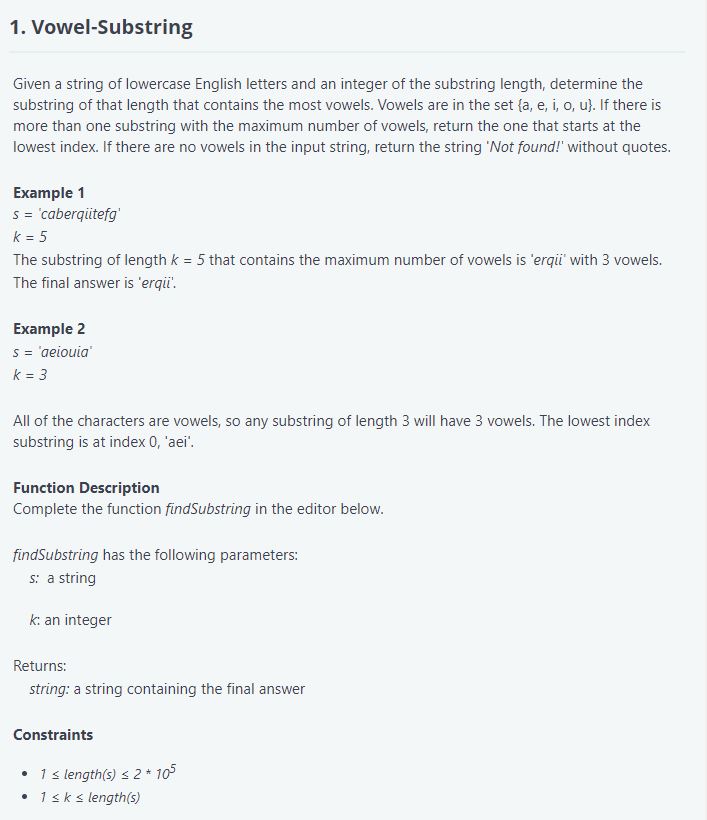 1. Vowel-Substring
Given a string of lowercase English letters and an integer of the substring length, determine the
substring of that length that contains the most vowels. Vowels are in the set {a, e, i, o, u}. If there is
more than one substring with the maximum number of vowels, return the one that starts at the
lowest index. If there are no vowels in the input string, return the string 'Not found!' without quotes.
Example 1
s = 'caberqiitefg'
k = 5
The substring of length k = 5 that contains the maximum number of vowels is 'erqii' with 3 vowels.
The final answer is 'erqii'.
Example 2
s = 'aeiouia'
k = 3
All of the characters are vowels, so any substring of length 3 will have 3 vowels. The lowest index
substring is at index 0, 'aei'.
Function Description
Complete the function findSubstring in the editor below.
findSubstring has the following parameters:
s: a string
k: an integer
Returns:
string: a string containing the final answer
Constraints
• 1 ≤ length(s) ≤ 2 * 10⁵
• 1 ≤ k ≤ length(s)